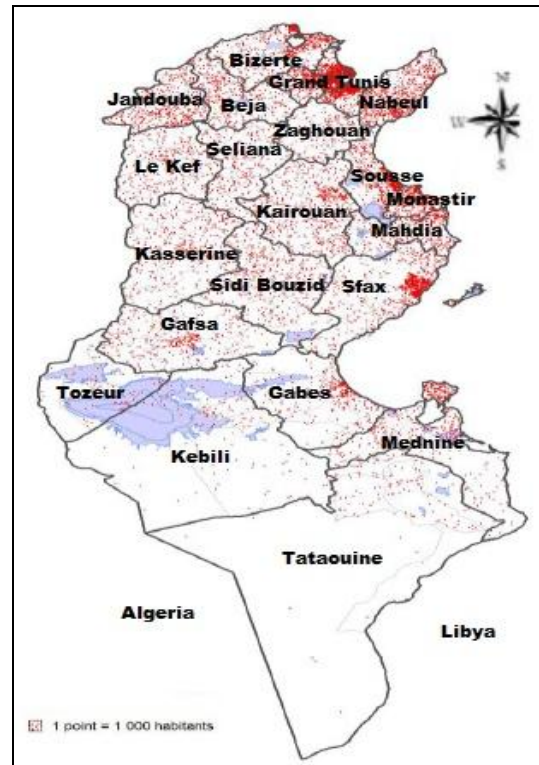 Bizerte
Grand Tunis
Jandouba
Beja
Nabeul
Zaghouan
Seliana
Le Kef
Sousse
Kairouan
Monastir
Mahdia
Kasserine
Sidi Bouzid
Sfax
Gafsa
Tozeur
Gabes
Mednine
Kebili
Tataouine
Algeria
Libya
1 point = 1 000 habitants
N
W
S